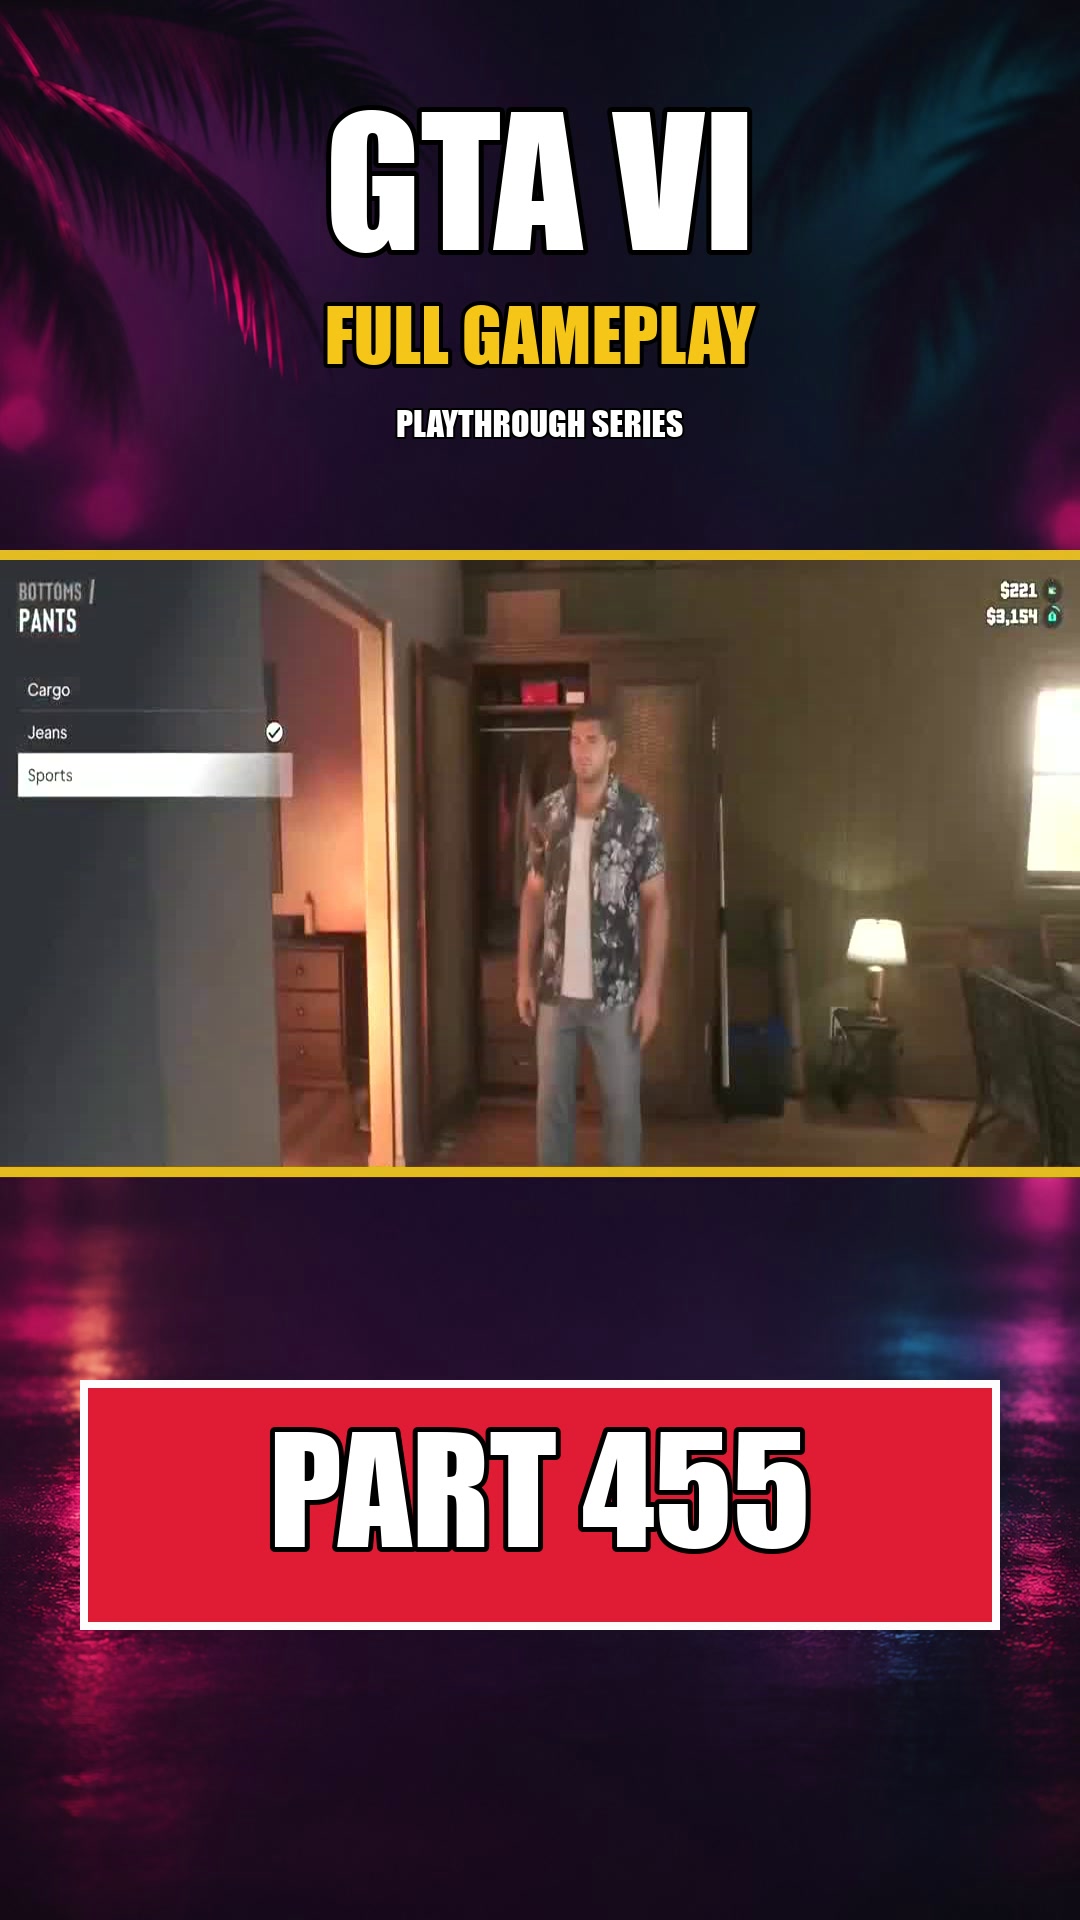 GTA VI
FULL GAMEPLAY
PLAYTHROUGH SERIES
BOTTOMS /
PANTS
$221
$3,154
Cargo
Jeans
Sports
PART 455